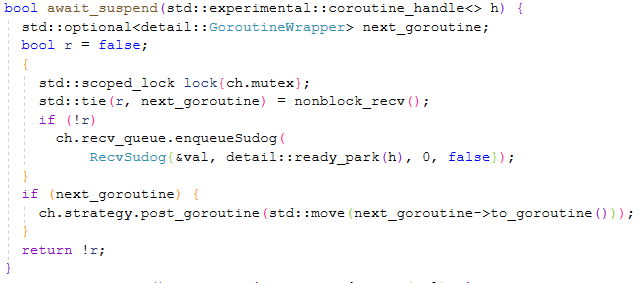 bool await_suspend(std::experimental::coroutine_handle<> h) {
  std::optional<detail::GoroutineWrapper> next_goroutine;
  bool r = false;
  {
    std::scoped_lock lock{ch.mutex};
    std::tie(r, next_goroutine) = nonblock_recv();
    if (!r)
      ch.recv_queue.enqueueSudog(
          RecvSudog{&val, detail::ready_park(h), 0, false});
  }
  if (next_goroutine) {
    ch.strategy.post_goroutine(std::move(next_goroutine->to_goroutine()));
  }
  return !r;
}